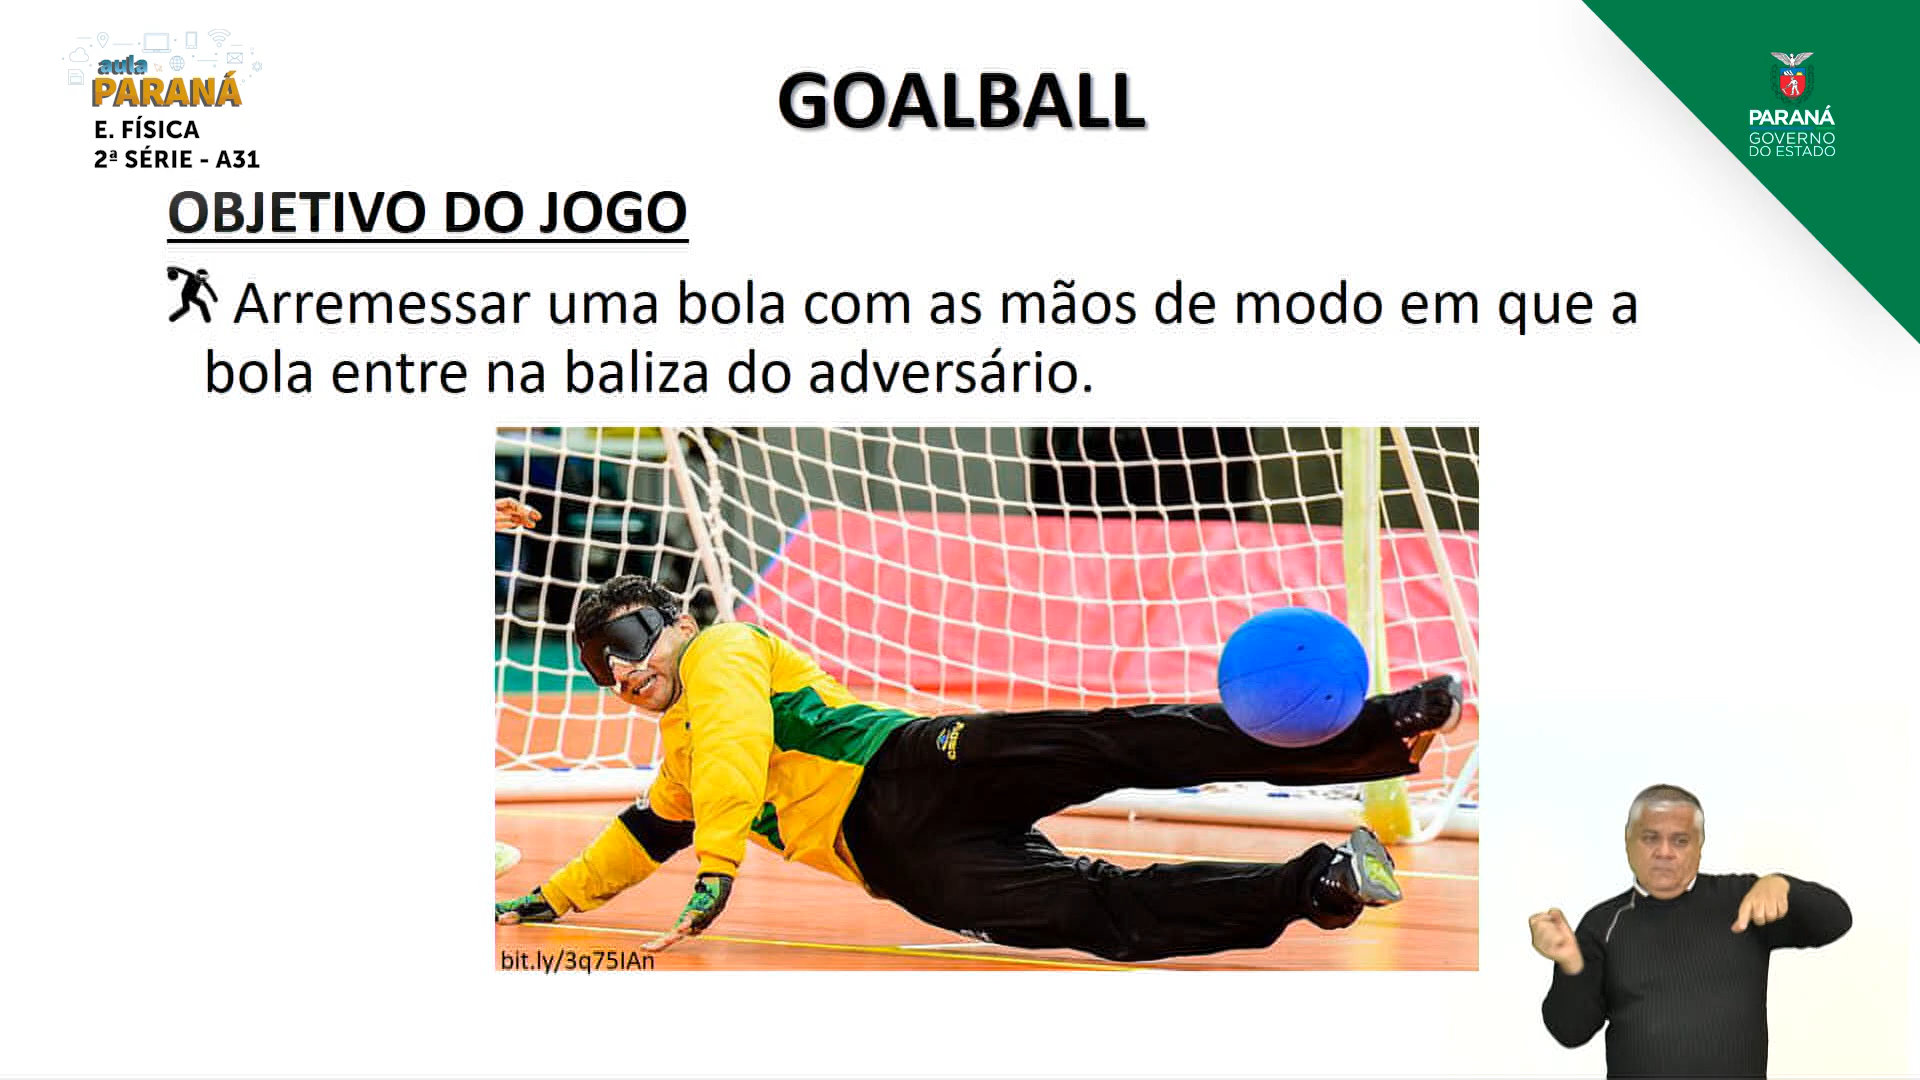 aula
PARANÁ
E. FÍSICA
2ª SÉRIE - A31
GOALBALL
PARANÁ
GOVERNO
DO ESTADO
OBJETIVO DO JOGO
Arremessar uma bola com as mãos de modo em que a
bola entre na baliza do adversário.
bit.ly/3q75IAn